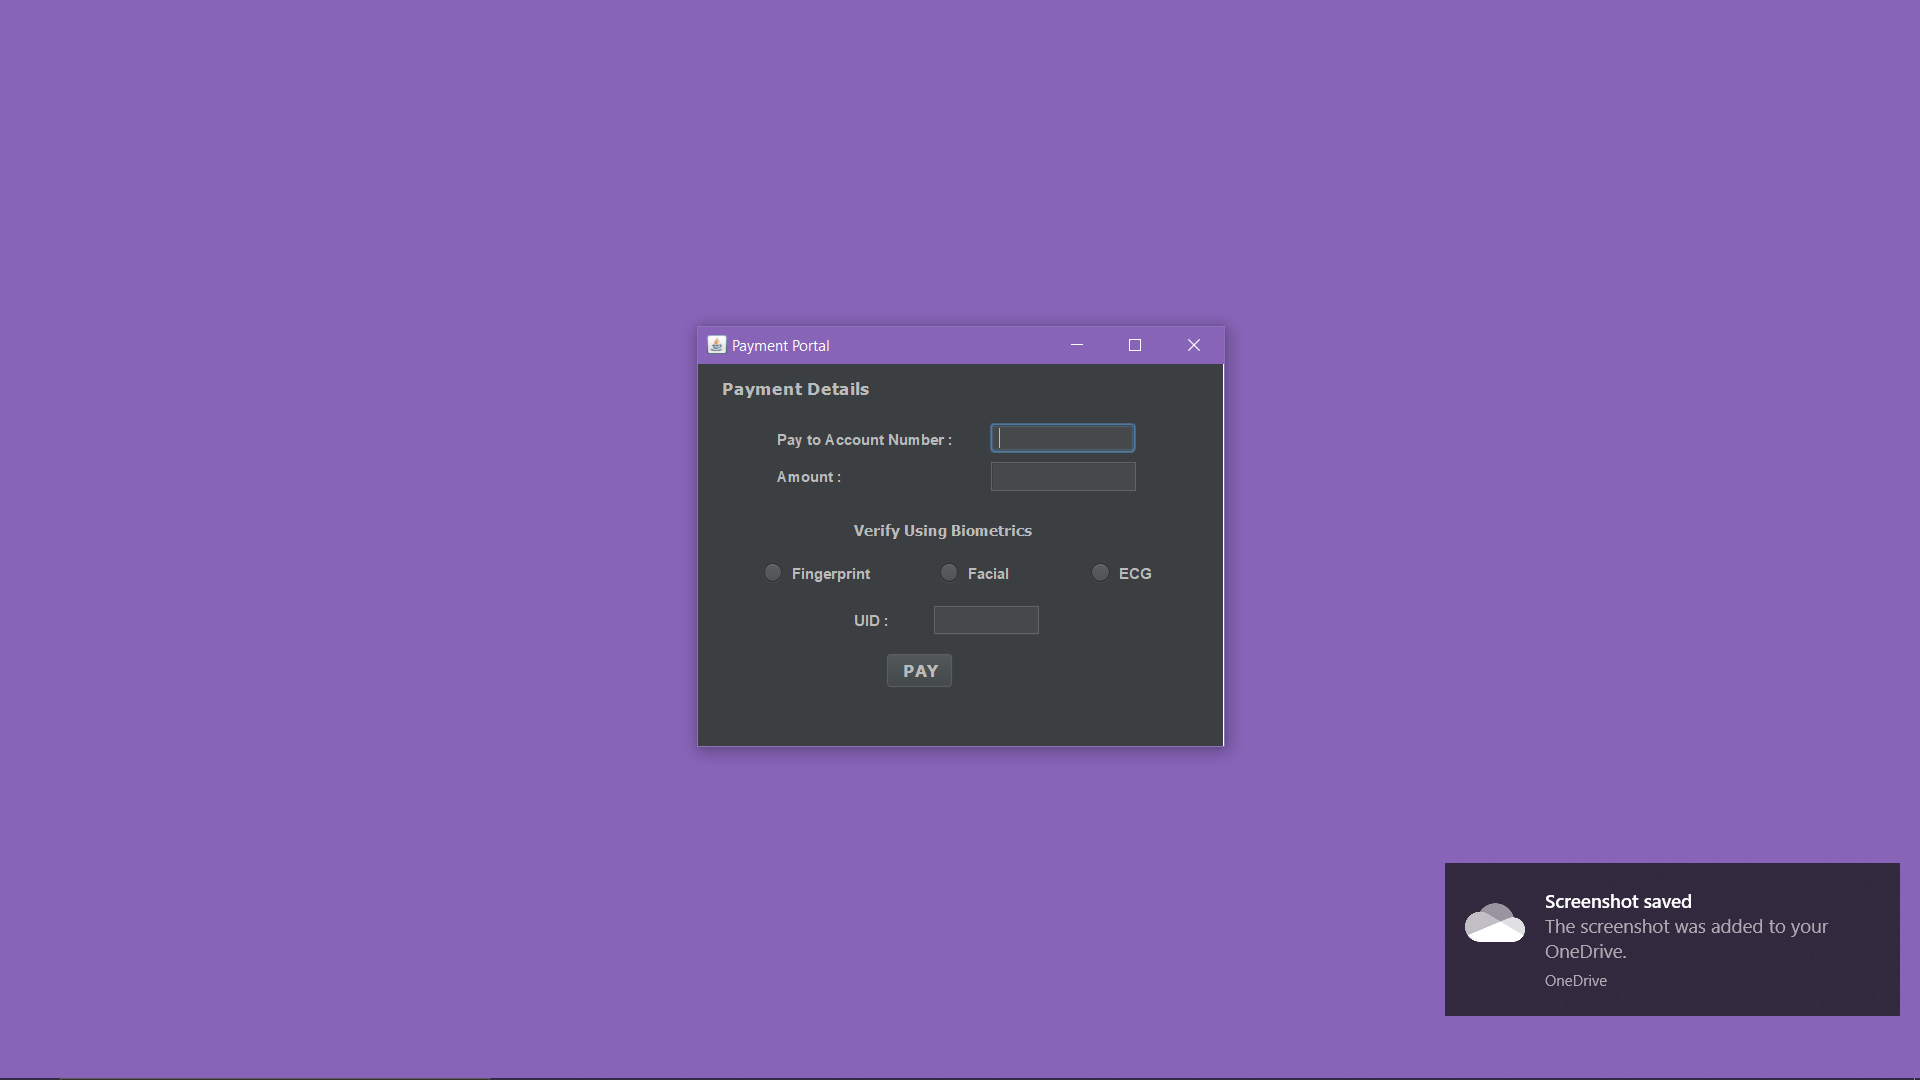 Payment Portal
Payment Details
Pay to Account Number :
Amount :
Verify Using Biometrics
Fingerprint Facial ECG
UID :
PAY
Screenshot saved
The screenshot was added to your
OneDrive.
OneDrive